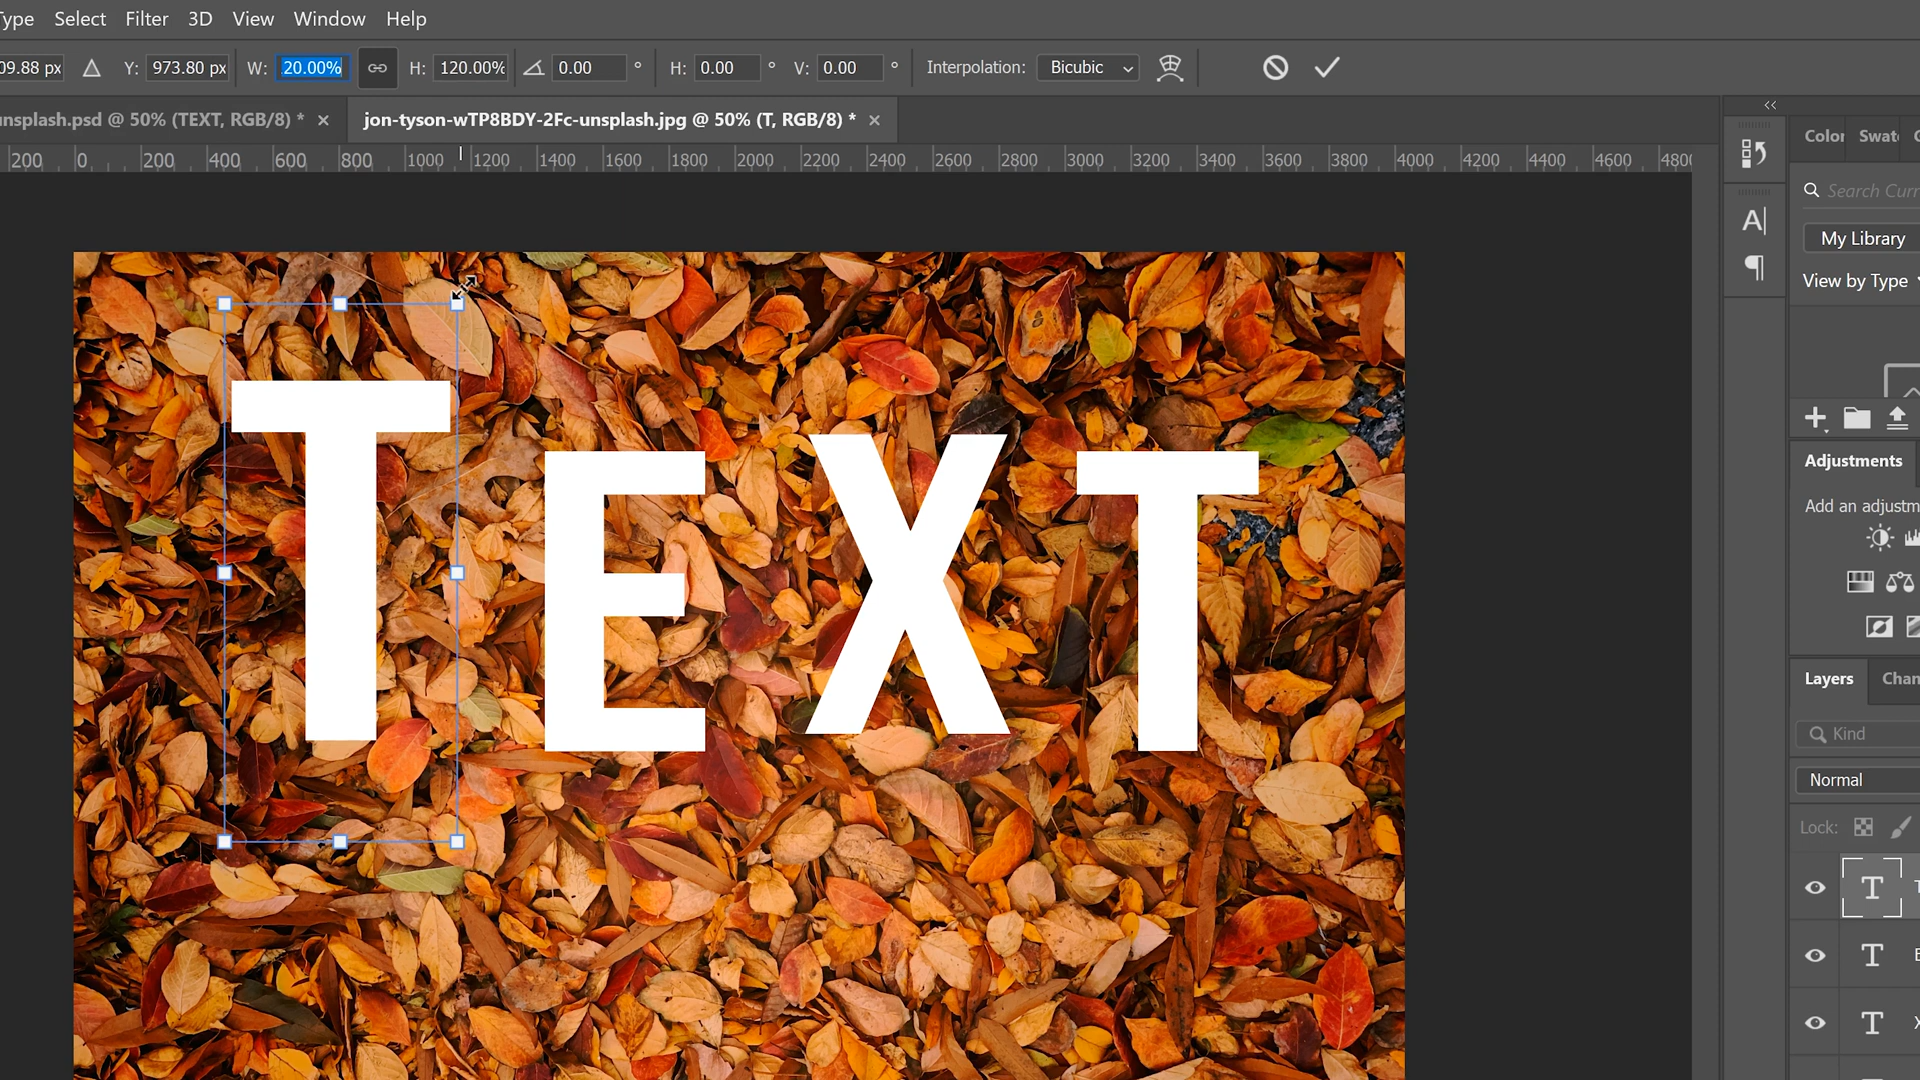 Type Select Filter 3D View Window Help
09.88 px Y: 973.80 px W: 20.00% H: 120.00% 0.00 ° H: 0.00 ° V: 0.00 ° Interpolation: Bicubic
nsplash.psd @ 50% (TEXT, RGB/8) * × jon-tyson-wTP8BDY-2Fc-unsplash.jpg @ 50% (T, RGB/8) * ×
200 0 200 400 600 800 1000 1200 1400 1600 1800 2000 2200 2400 2600 2800 3000 3200 3400 3600 3800 4000 4200 4400 4600 4800
Color Swat
Search Curr
My Library
View by Type
TEXT
Adjustments
Add an adjustm
Layers Chan
Kind
Normal
Lock:
T
T
T